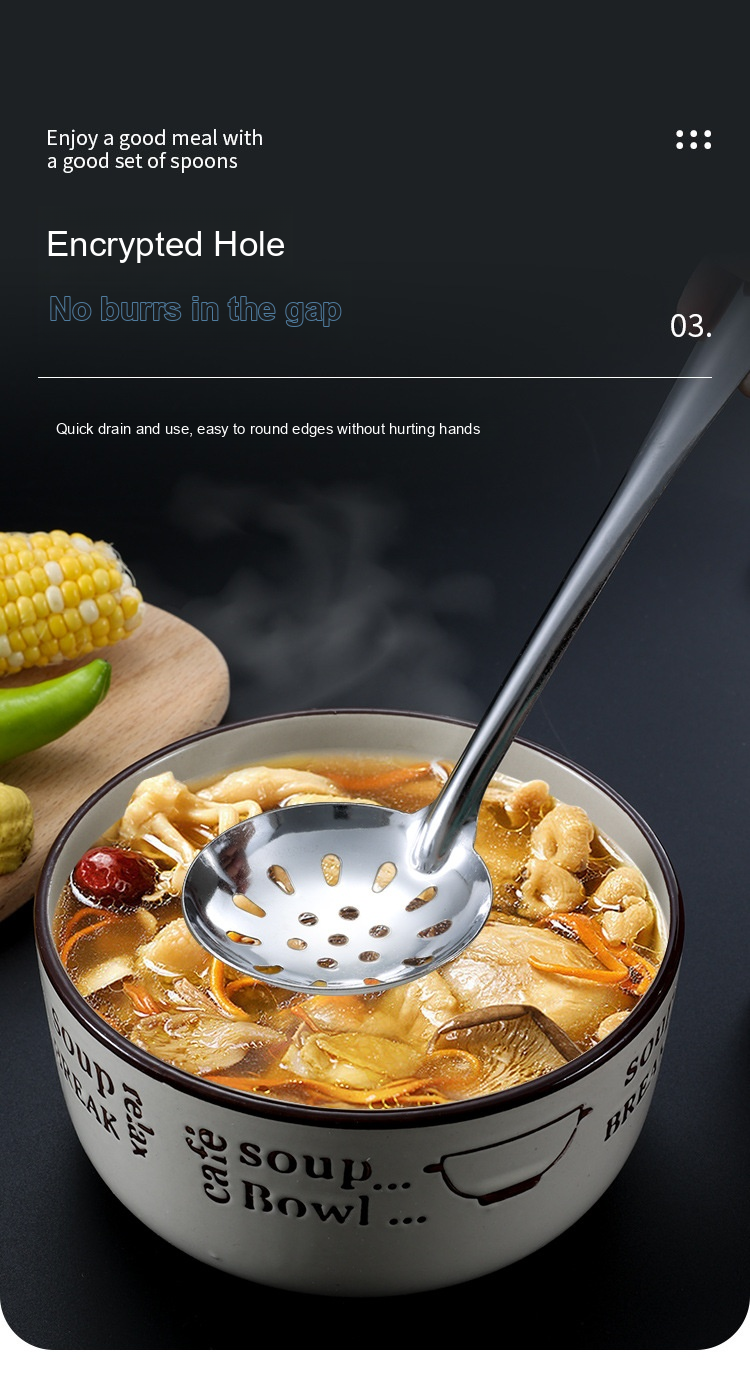 Enjoy a good meal with
a good set of spoons
Encrypted Hole
No burrs in the gap
03.
Quick drain and use, easy to round edges without hurting hands
soup
BREAK
relax
cafe
soup...
Bowl ...
SOUP